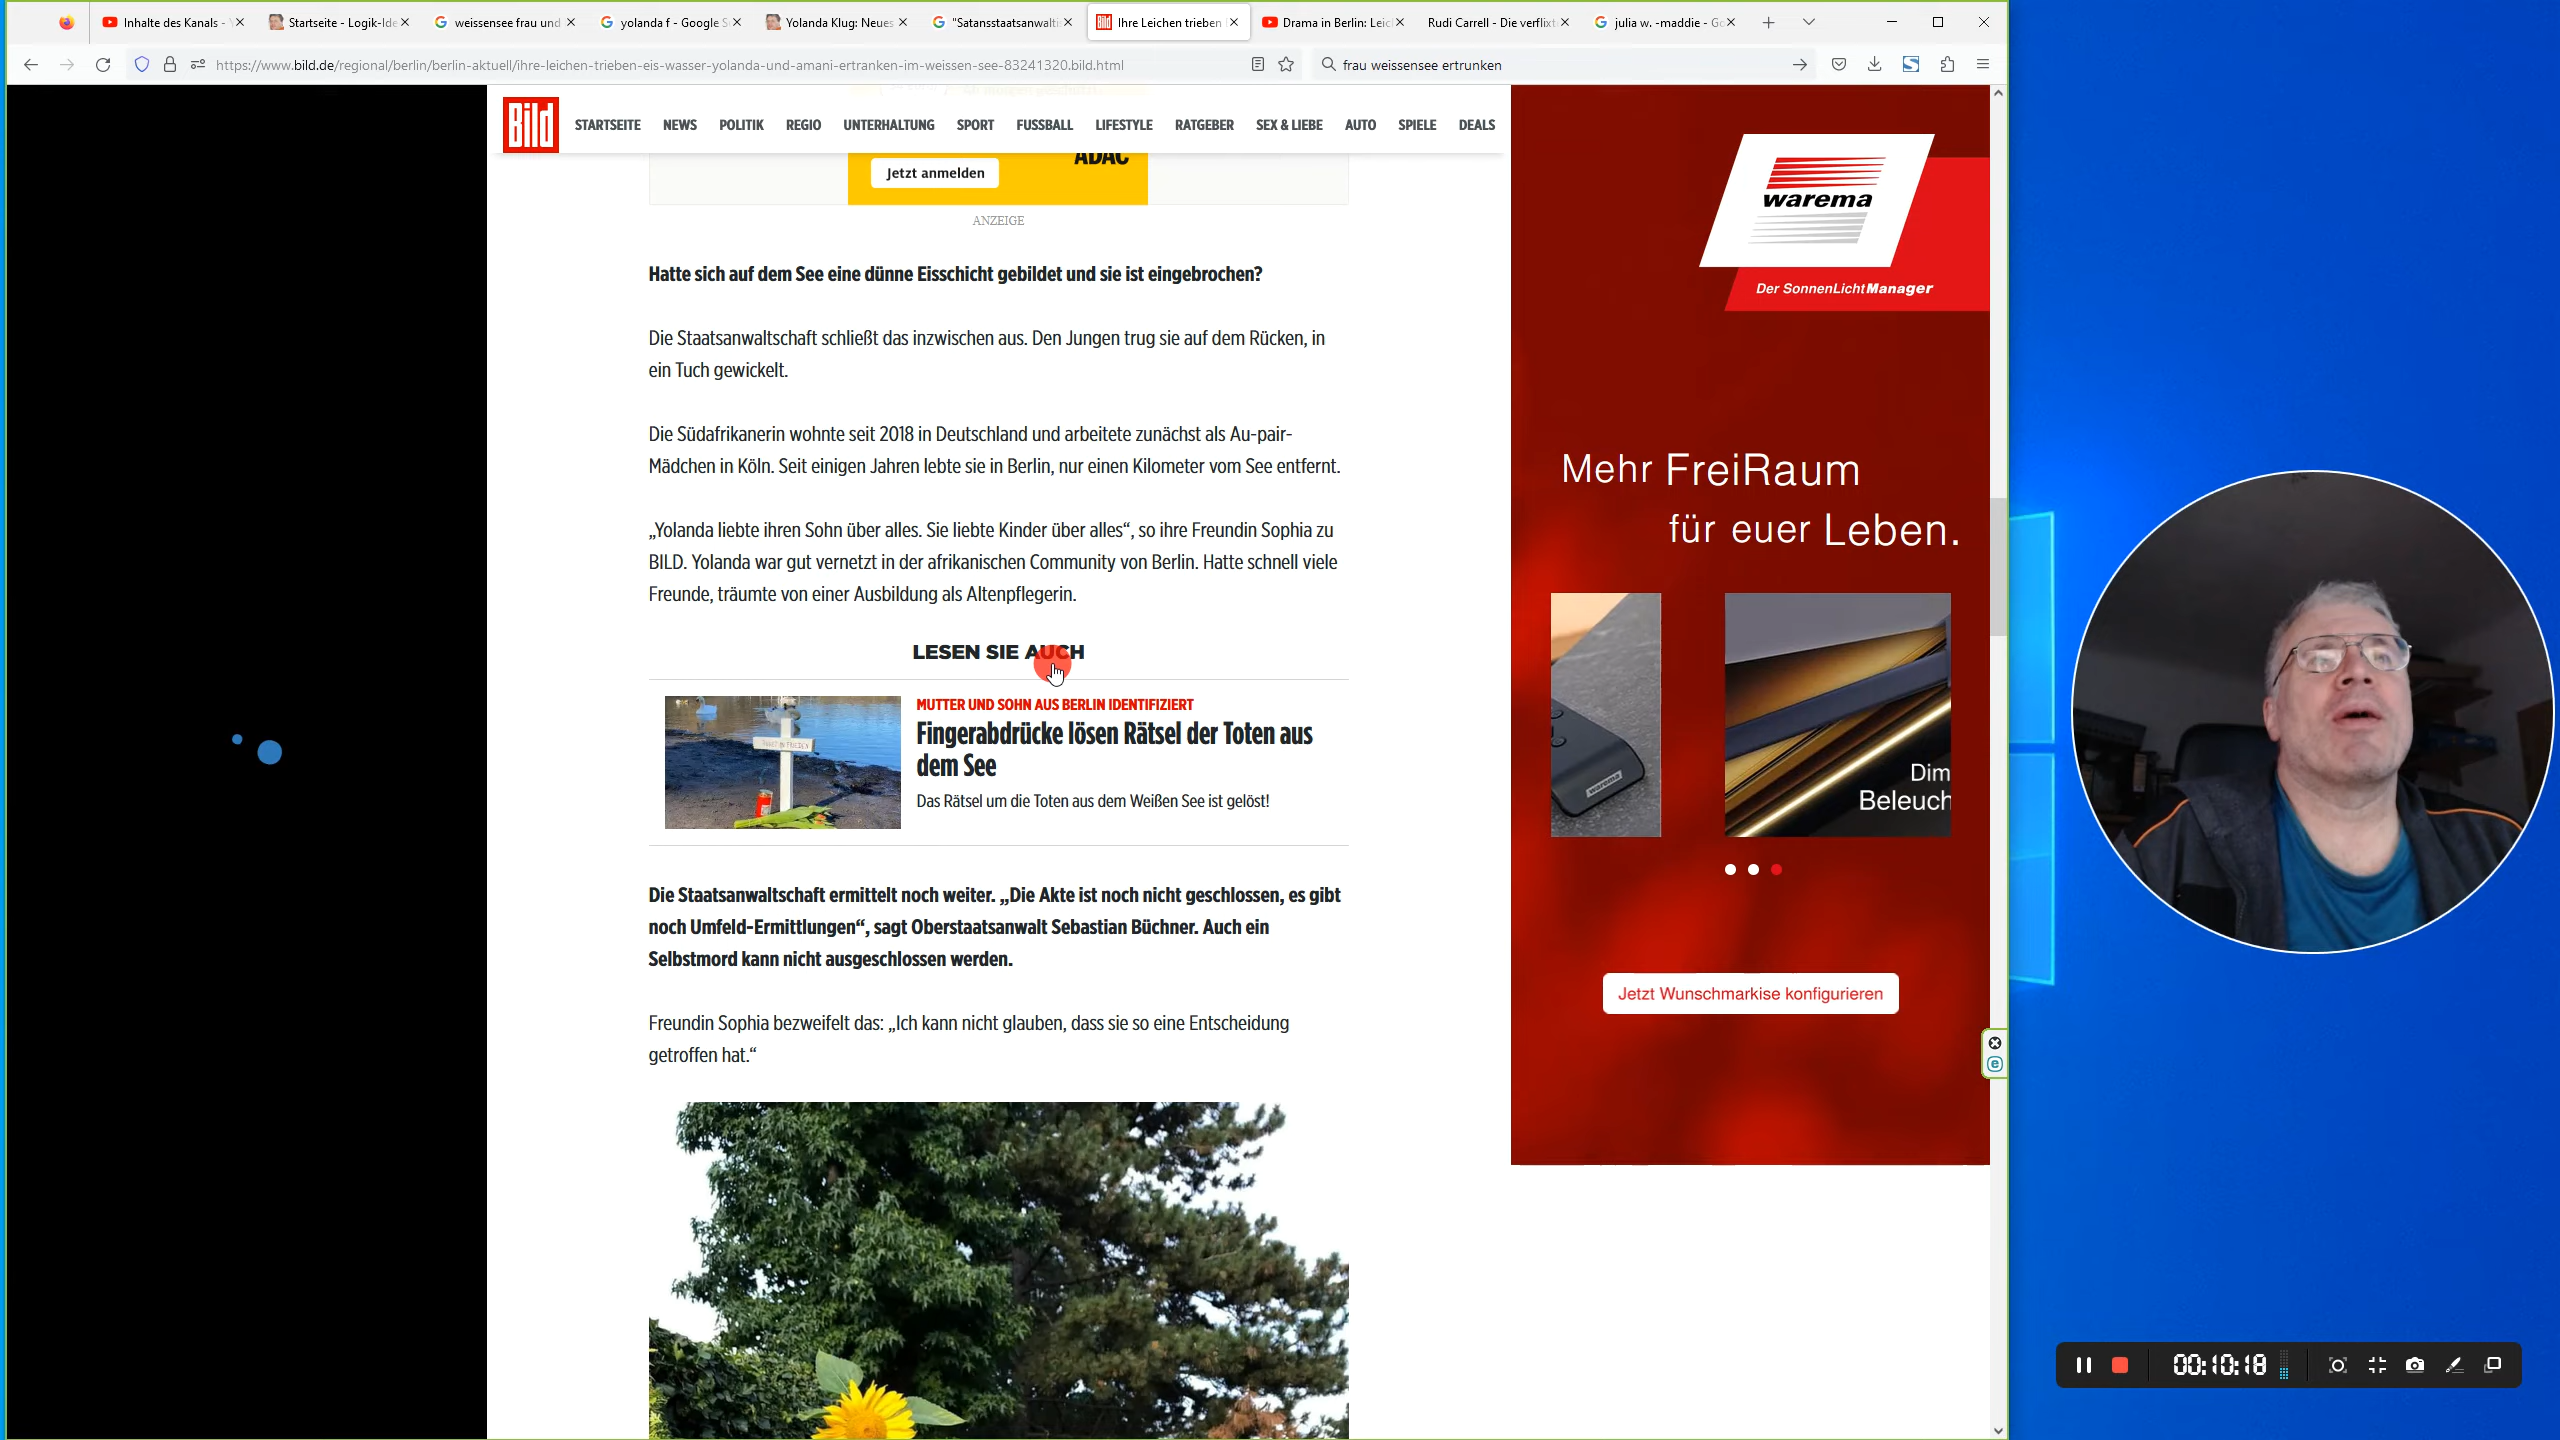 Inhalte des Kanals -
Startseite - Logik-Ide
weissensee frau und
yolanda f - Google S
Yolanda Klug: Neues
"Satansstaatsanwalti
Ihre Leichen trieben
Drama in Berlin: Leic
Rudi Carrell - Die verflixt
julia w. -maddie - Go
https://www.bild.de/regional/berlin/berlin-aktuell/ihre-leichen-trieben-eis-wasser-yolanda-und-amani-ertranken-im-weissen-see-83241320.bild.html
frau weissensee ertrunken
Bild
STARTSEITE NEWS POLITIK REGIO UNTERHALTUNG SPORT FUSSBALL LIFESTYLE RATGEBER SEX & LIEBE AUTO SPIELE DEALS
ADAC
Jetzt anmelden
ANZEIGE
Hatte sich auf dem See eine dünne Eisschicht gebildet und sie ist eingebrochen?
Die Staatsanwaltschaft schließt das inzwischen aus. Den Jungen trug sie auf dem Rücken, in
ein Tuch gewickelt.
Die Südafrikanerin wohnte seit 2018 in Deutschland und arbeitete zunächst als Au-pair-
Mädchen in Köln. Seit einigen Jahren lebte sie in Berlin, nur einen Kilometer vom See entfernt.
„Yolanda liebte ihren Sohn über alles. Sie liebte Kinder über alles“, so ihre Freundin Sophia zu
BILD. Yolanda war gut vernetzt in der afrikanischen Community von Berlin. Hatte schnell viele
Freunde, träumte von einer Ausbildung als Altenpflegerin.
LESEN SIE AUCH
MUTTER UND SOHN AUS BERLIN IDENTIFIZIERT
Fingerabdrücke lösen Rätsel der Toten aus
dem See
Das Rätsel um die Toten aus dem Weißen See ist gelöst!
Die Staatsanwaltschaft ermittelt noch weiter. „Die Akte ist noch nicht geschlossen, es gibt
noch Umfeld-Ermittlungen“, sagt Oberstaatsanwalt Sebastian Büchner. Auch ein
Selbstmord kann nicht ausgeschlossen werden.
Freundin Sophia bezweifelt das: „Ich kann nicht glauben, dass sie so eine Entscheidung
getroffen hat.“
warema
Der SonnenLichtManager
Mehr FreiRaum
für euer Leben.
warema
Dim
Beleuch
Jetzt Wunschmarkise konfigurieren
00:10:18